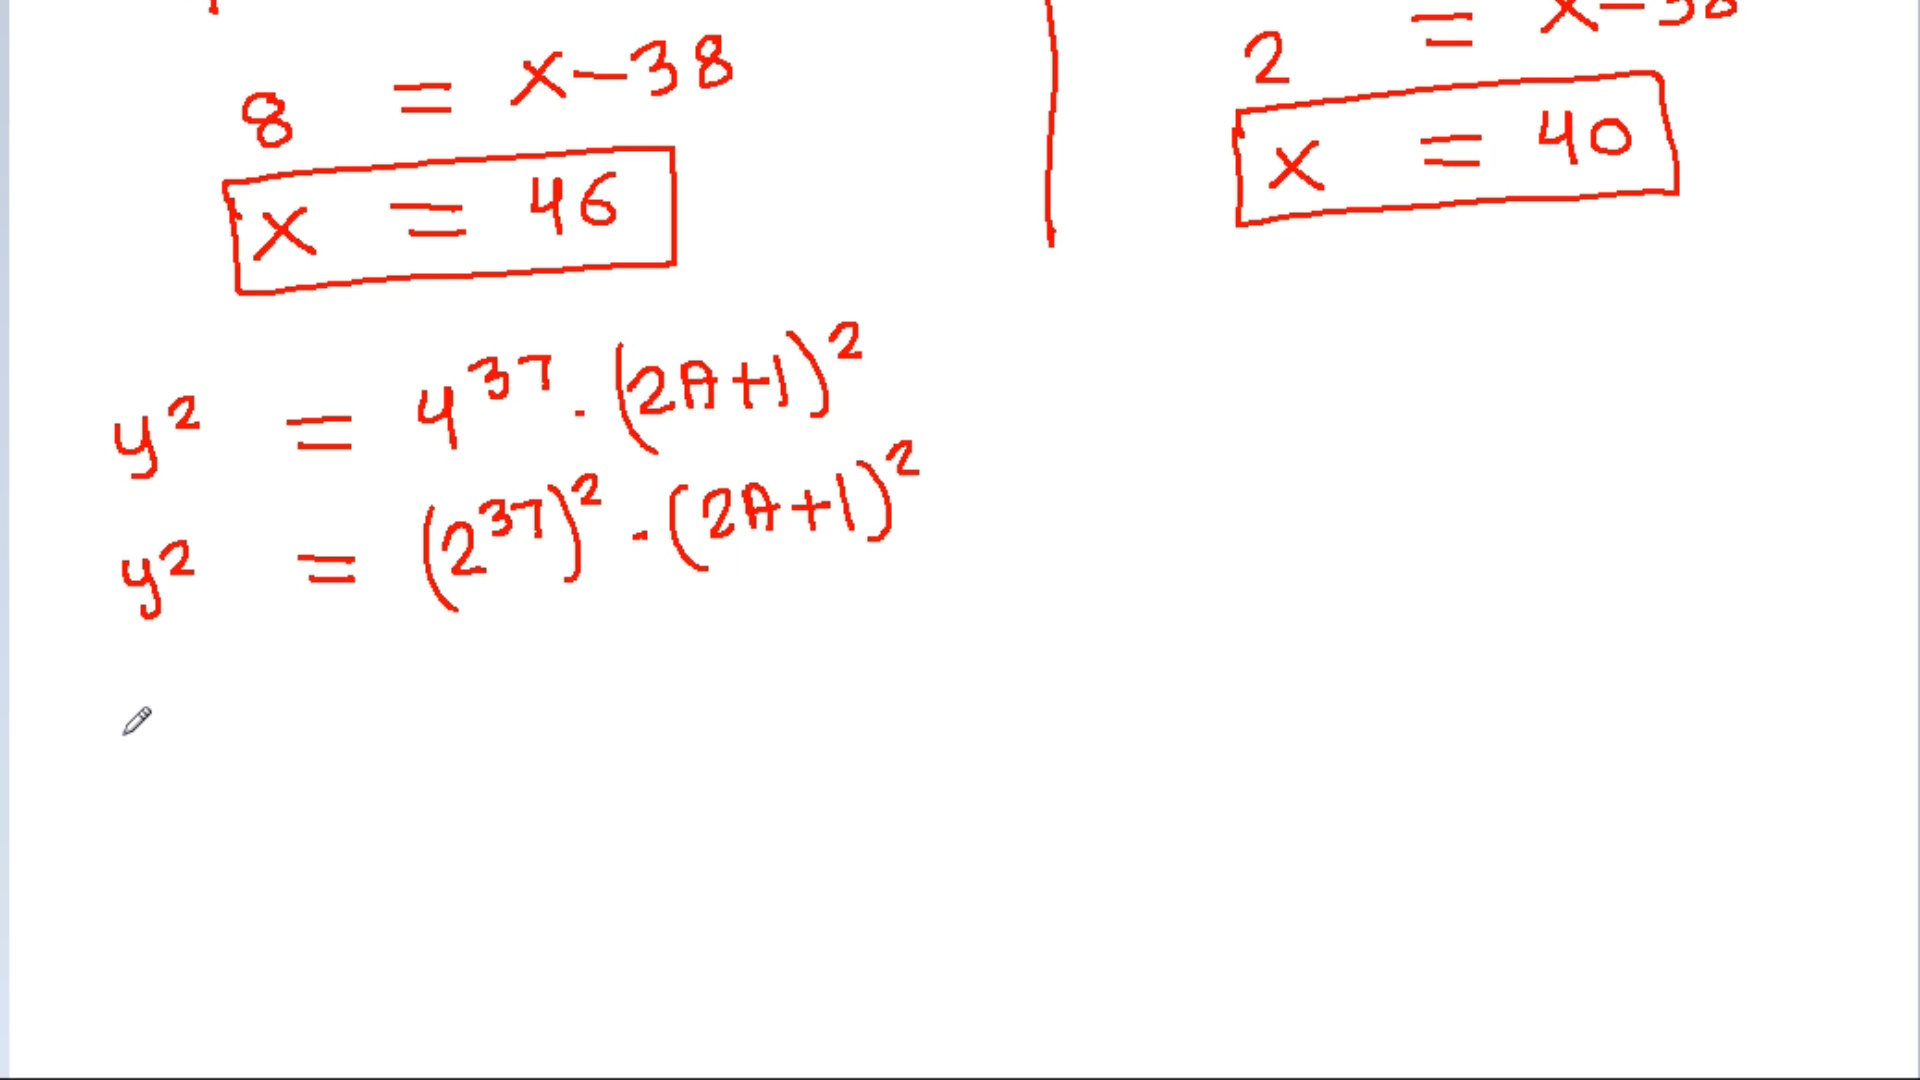 8 = x-38
x = 46
2 = x-38
x = 40
y² = 4³⁷ . (2A+1)²
y² = (2³⁷)² . (2A+1)²